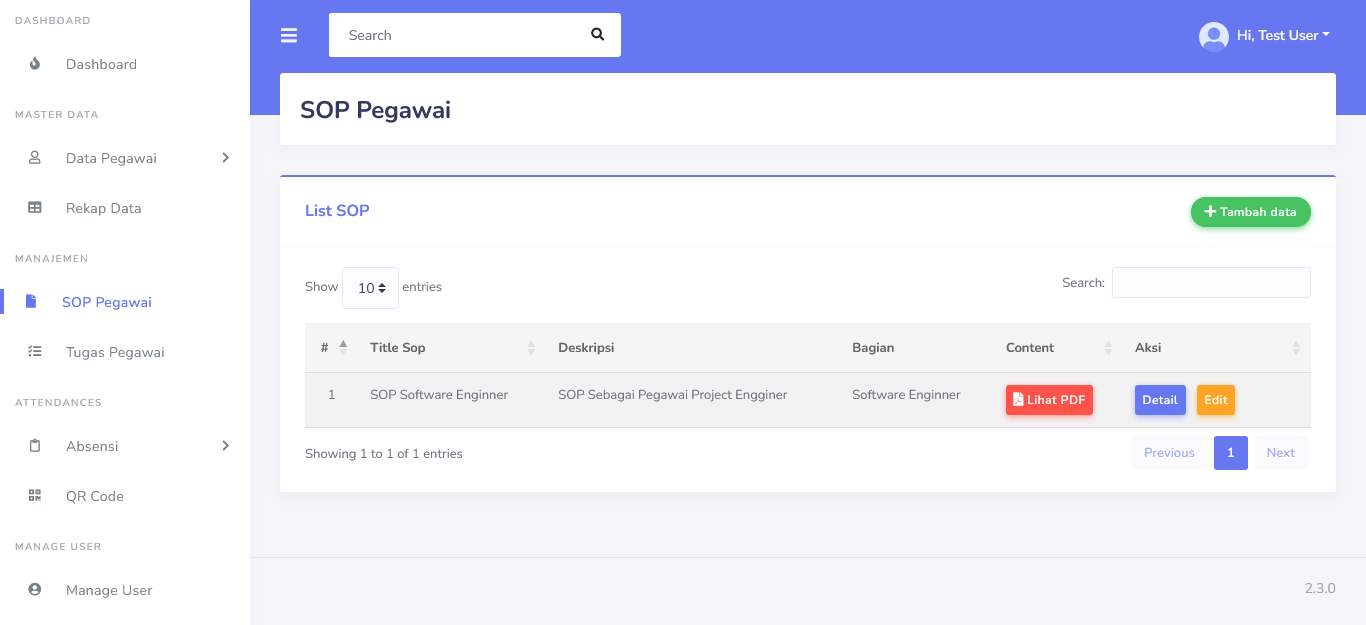 DASHBOARD
Dashboard
MASTER DATA
Data Pegawai
Rekap Data
MANAJEMEN
SOP Pegawai
Tugas Pegawai
ATTENDANCES
Absensi
QR Code
MANAGE USER
Manage User
Search
Hi, Test User
SOP Pegawai
List SOP
Tambah data
Show 10 entries
Search:
# Title Sop Deskripsi Bagian Content Aksi
1 SOP Software Enginner SOP Sebagai Pegawai Project Engginer Software Enginner Lihat PDF Detail Edit
Showing 1 to 1 of 1 entries
Previous 1 Next
2.3.0